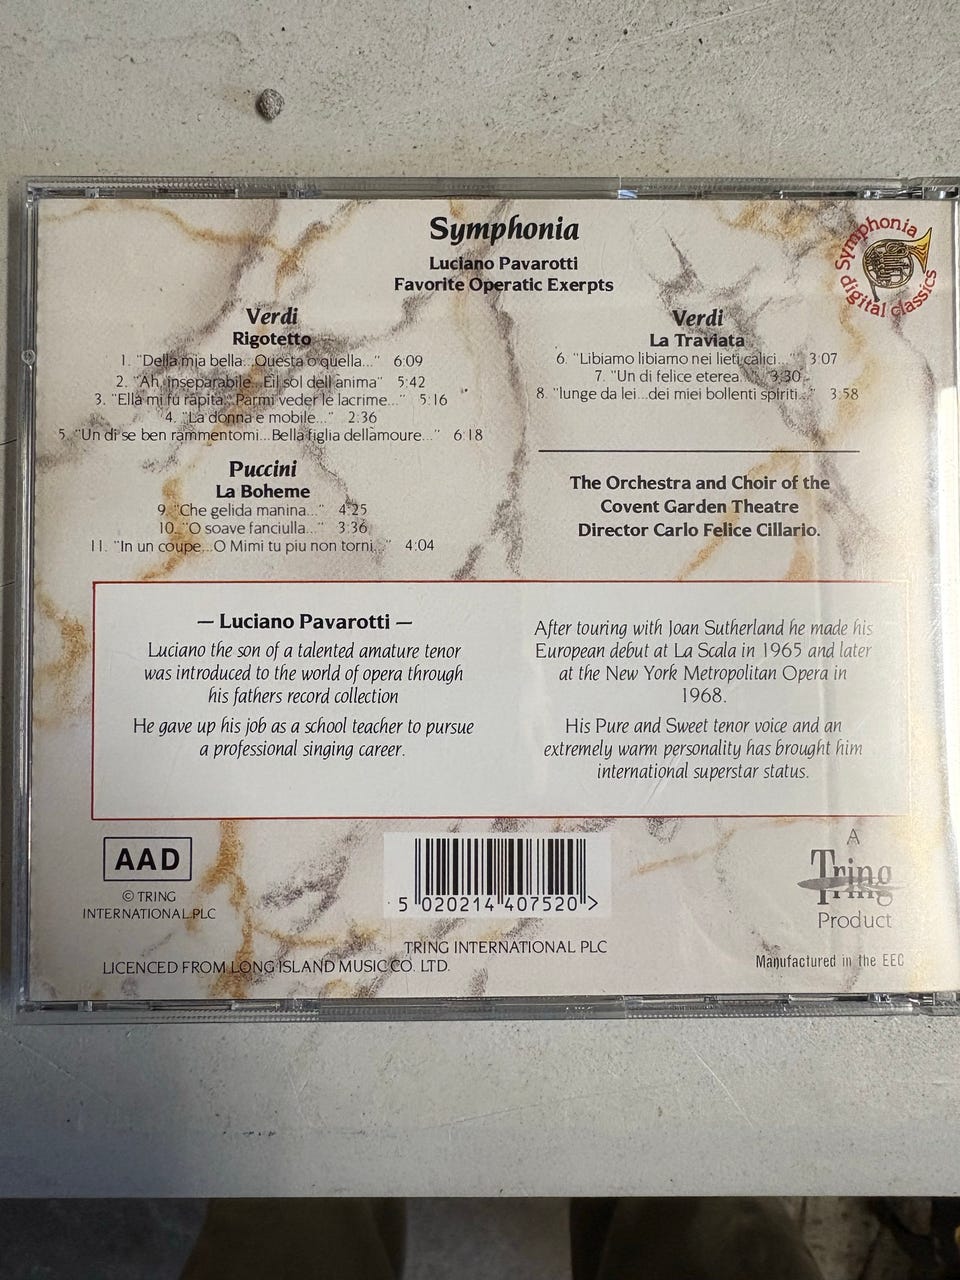 Symphonia
Luciano Pavarotti
Favorite Operatic Exerpts
Symphonia
digital classics
Verdi
Rigotetto
1. "Della mia bella...Questa o quella..." 6:09
2. "Ah, inseparabile...Eil sol dell anima" 5:42
3. "Ella mi fu rapita...Parmi veder le lacrime..." 5:16
4. "La donna e mobile..." 2:36
5. "Un di se ben rammentomi...Bella figlia dellamoure..." 6:18
Puccini
La Boheme
9. "Che gelida manina..." 4:25
10. "O soave fanciulla..." 3:36
11. "In un coupe...O Mimi tu piu non torni..." 4:04
Verdi
La Traviata
6. "Libiamo libiamo nei lieti calici..." 3:07
7. "Un di felice eterea..." 3:30
8. "lunge da lei...dei miei bollenti spiriti..." 3:58
The Orchestra and Choir of the
Covent Garden Theatre
Director Carlo Felice Cillario.
— Luciano Pavarotti —
Luciano the son of a talented amature tenor
was introduced to the world of opera through
his fathers record collection
He gave up his job as a school teacher to pursue
a professional singing career.
After touring with Joan Sutherland he made his
European debut at La Scala in 1965 and later
at the New York Metropolitan Opera in
1968.
His Pure and Sweet tenor voice and an
extremely warm personality has brought him
international superstar status.
AAD
© TRING
INTERNATIONAL PLC
5 020214 407520 >
TRING INTERNATIONAL PLC
LICENCED FROM LONG ISLAND MUSIC CO. LTD.
A
Tring
Product
Manufactured in the EEC